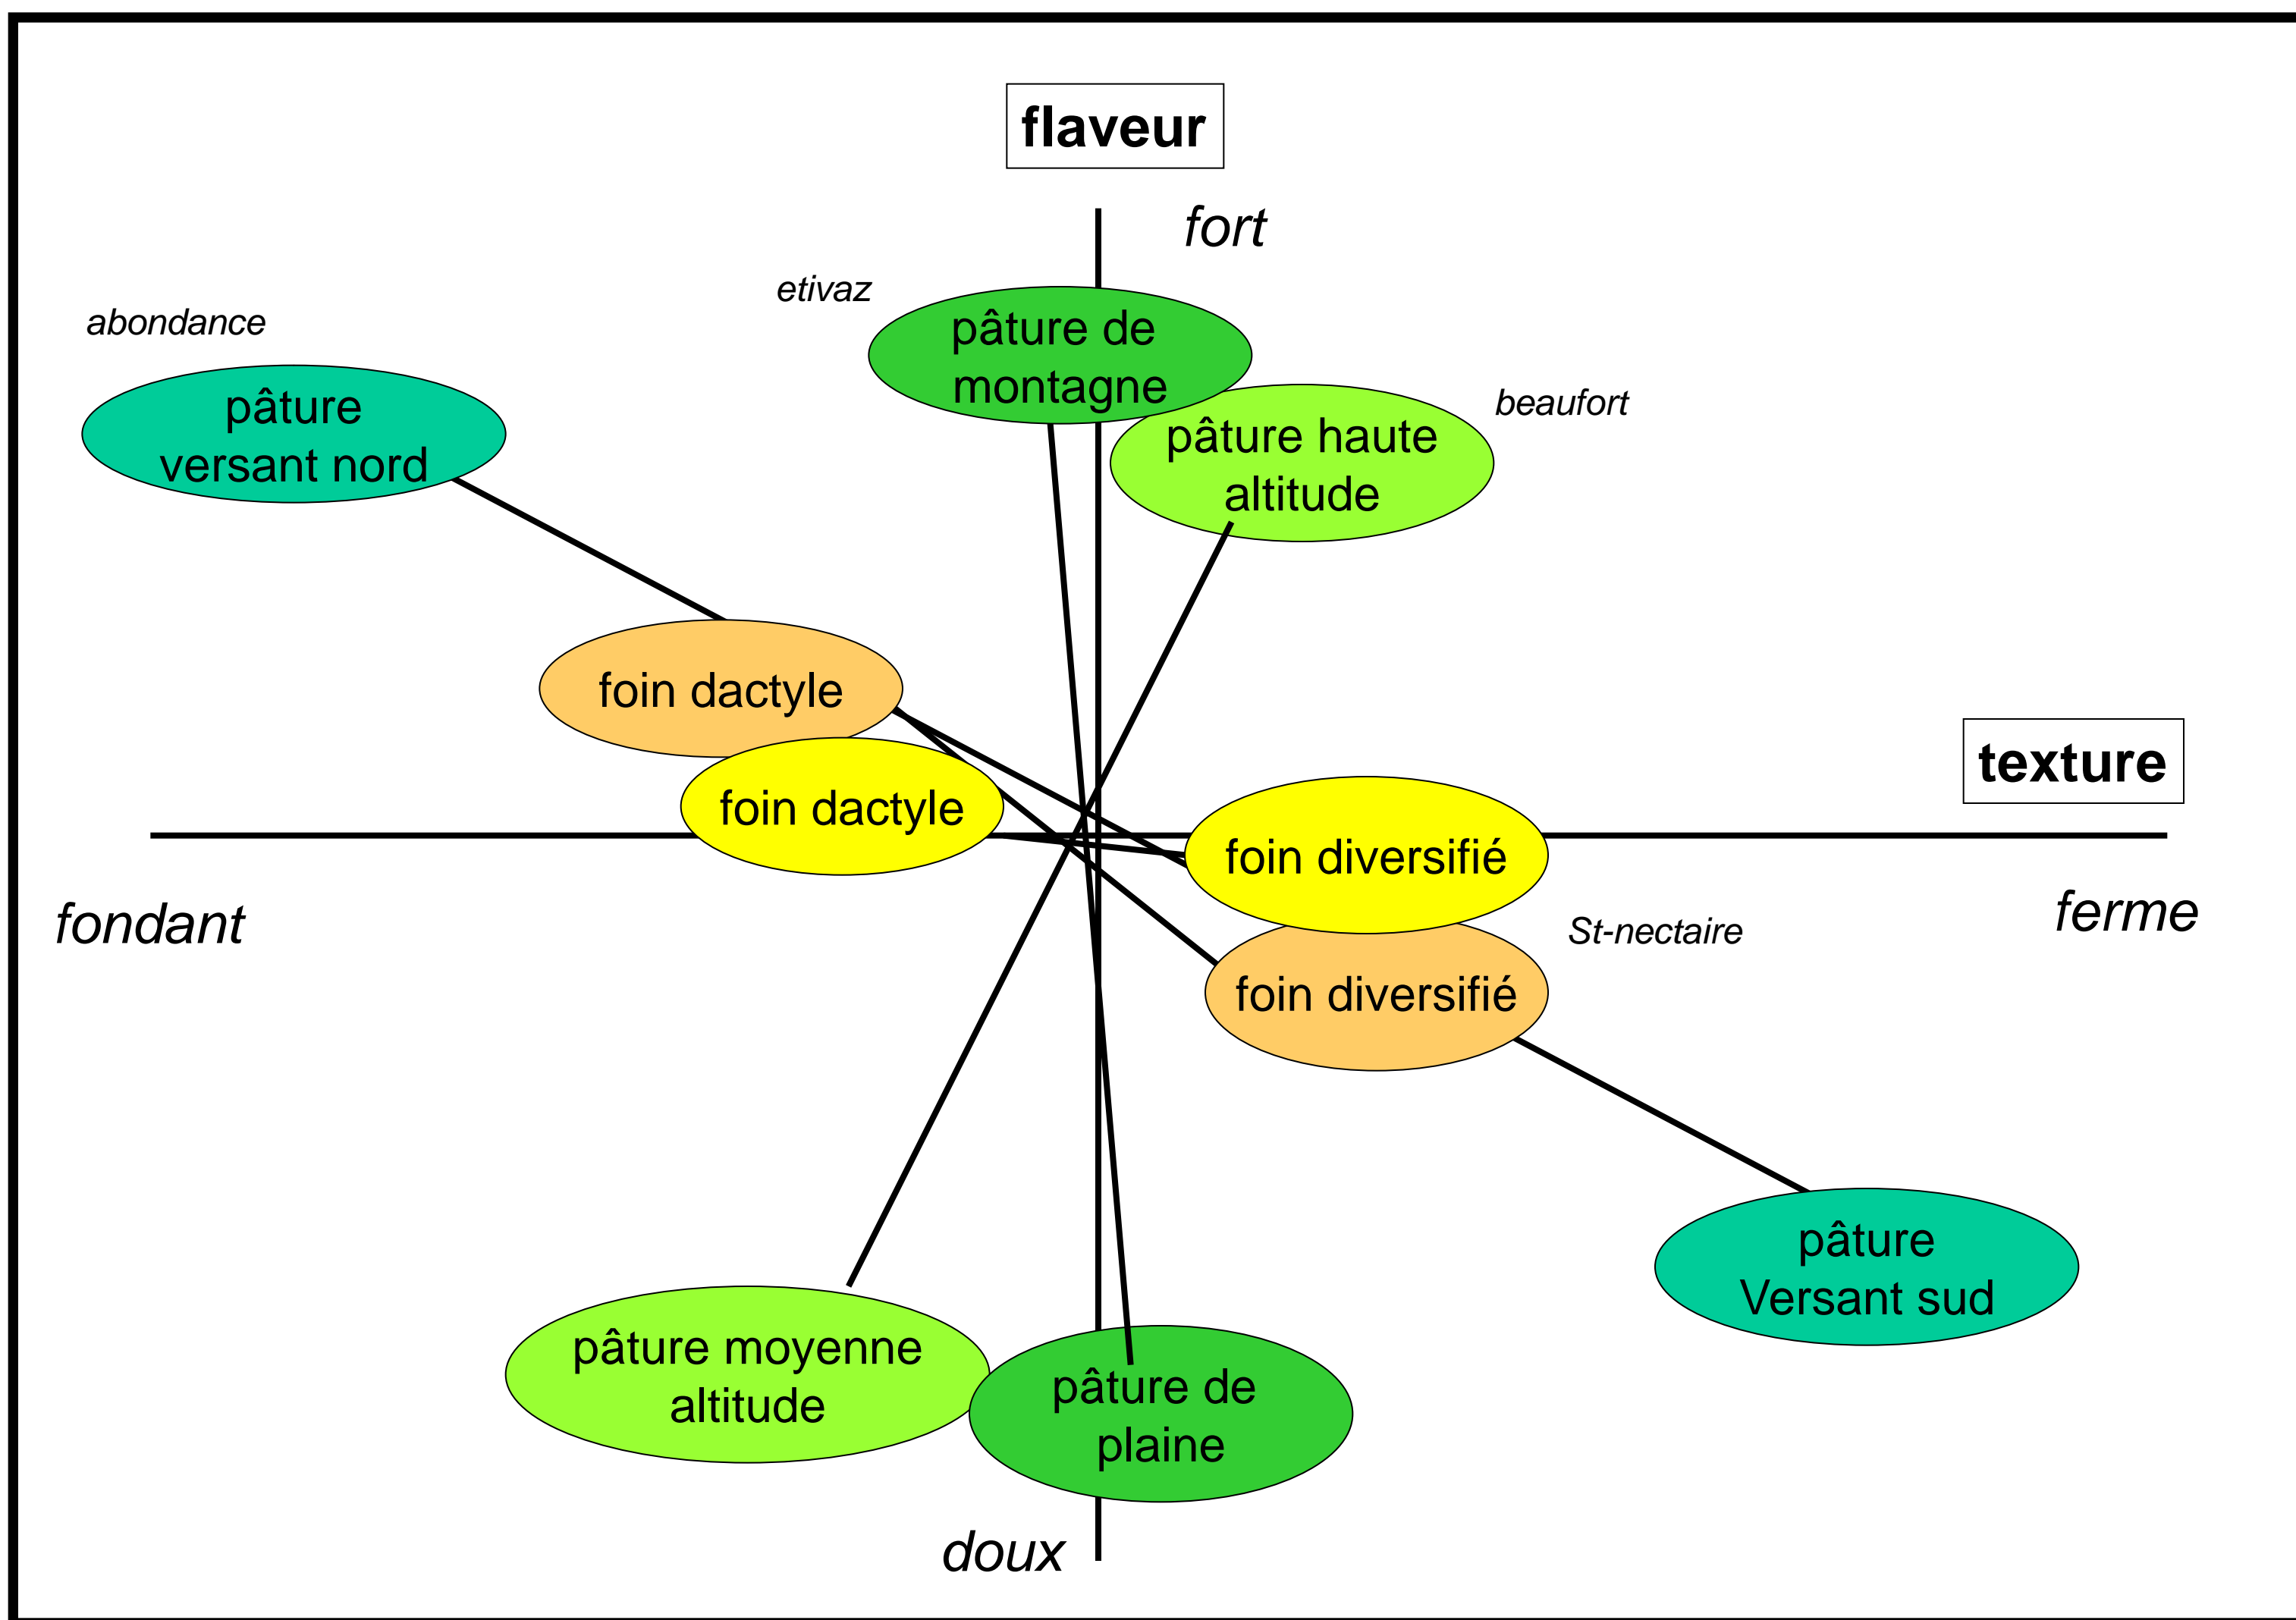 flaveur
fort
etivaz
abondance
pâture de
montagne
pâture
versant nord
beaufort
pâture haute
altitude
foin dactyle
texture
foin dactyle
foin diversifié
fondant
ferme
St-nectaire
foin diversifié
pâture
Versant sud
pâture moyenne
altitude
pâture de
plaine
doux